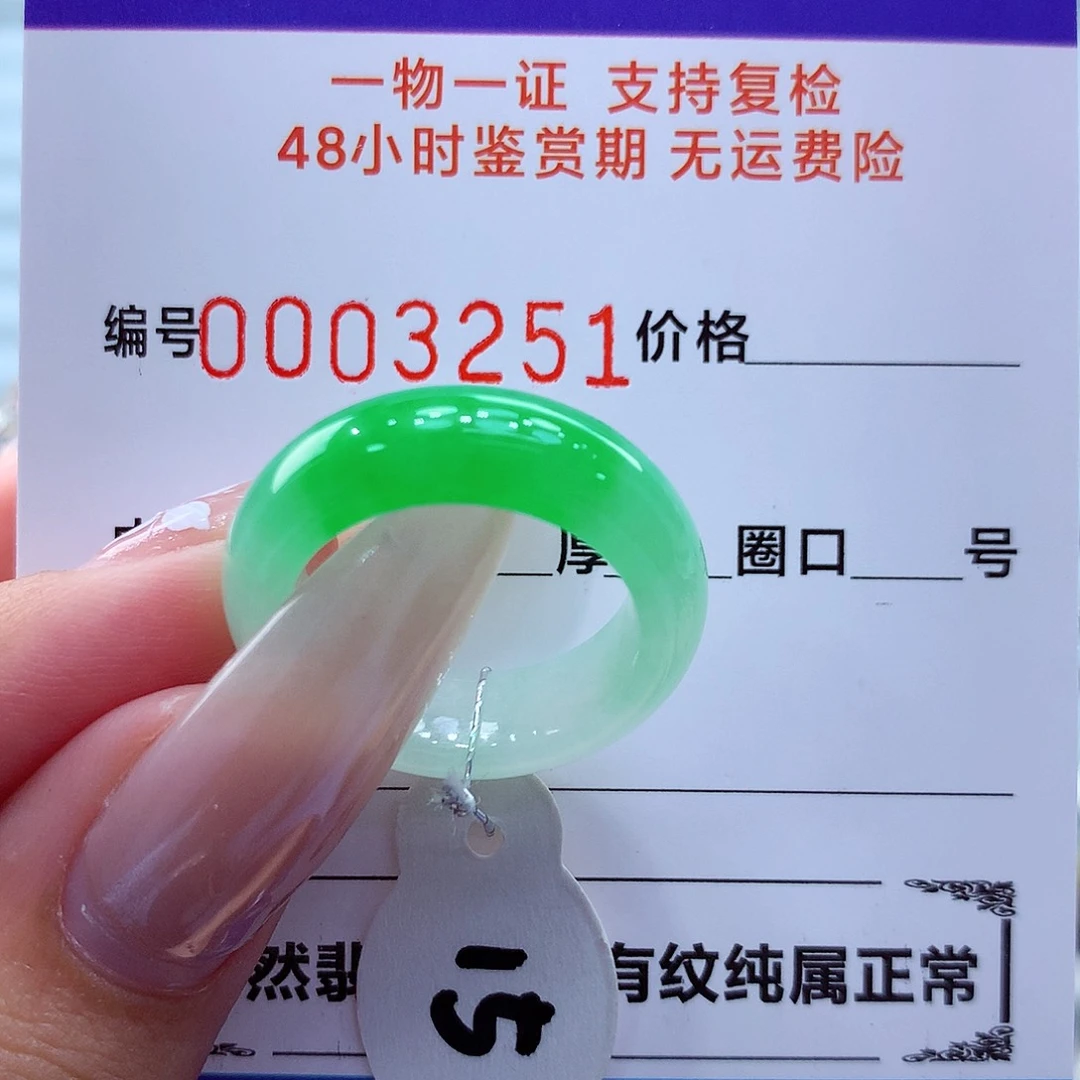 一物一证 支持复检
48小时鉴赏期 无运费险
编号0003251价格
厚 圈口 号
然翡 有纹纯属正常
15